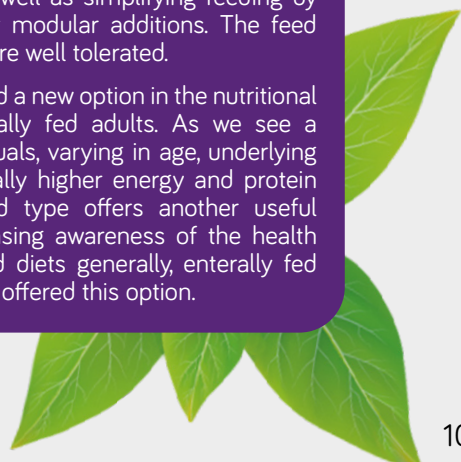 well as simplifying feeding by
modular additions. The feed
re well tolerated.
d a new option in the nutritional
ally fed adults. As we see a
uals, varying in age, underlying
ally higher energy and protein
d type offers another useful
sing awareness of the health
d diets generally, enterally fed
offered this option.
10